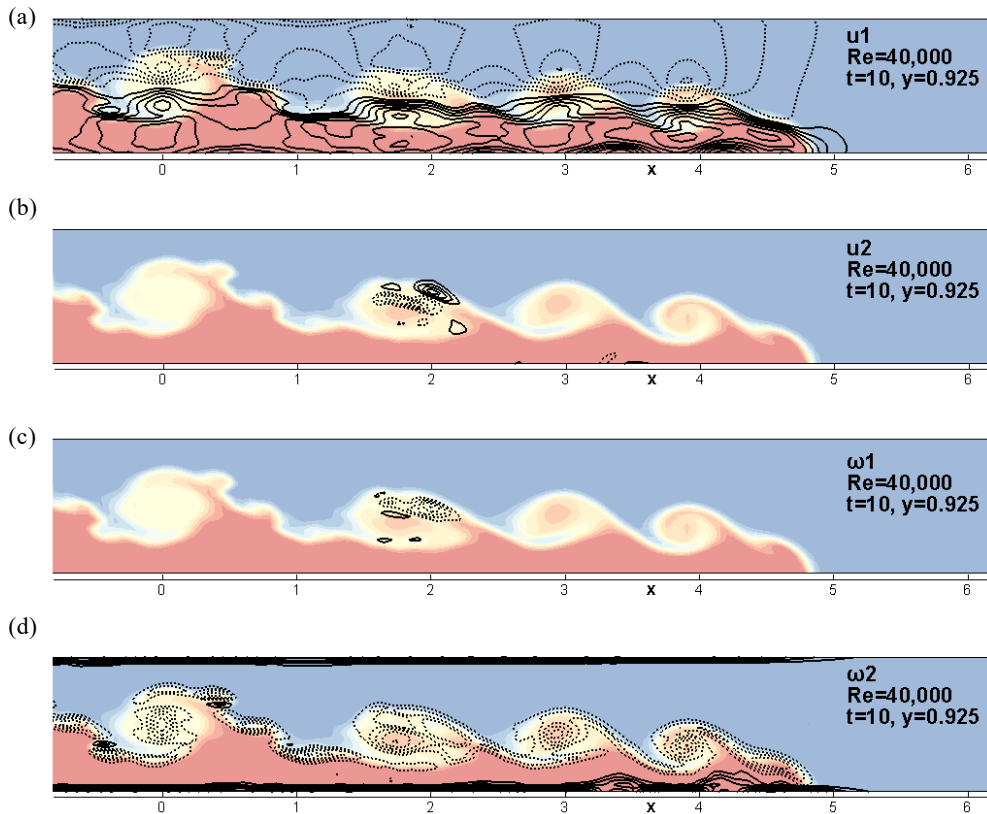 (a)
u1
Re=40,000
t=10, y=0.925
0 1 2 3 x 4 5 6
(b)
u2
Re=40,000
t=10, y=0.925
0 1 2 3 x 4 5 6
(c)
ω1
Re=40,000
t=10, y=0.925
0 1 2 3 x 4 5 6
(d)
ω2
Re=40,000
t=10, y=0.925
0 1 2 3 x 4 5 6